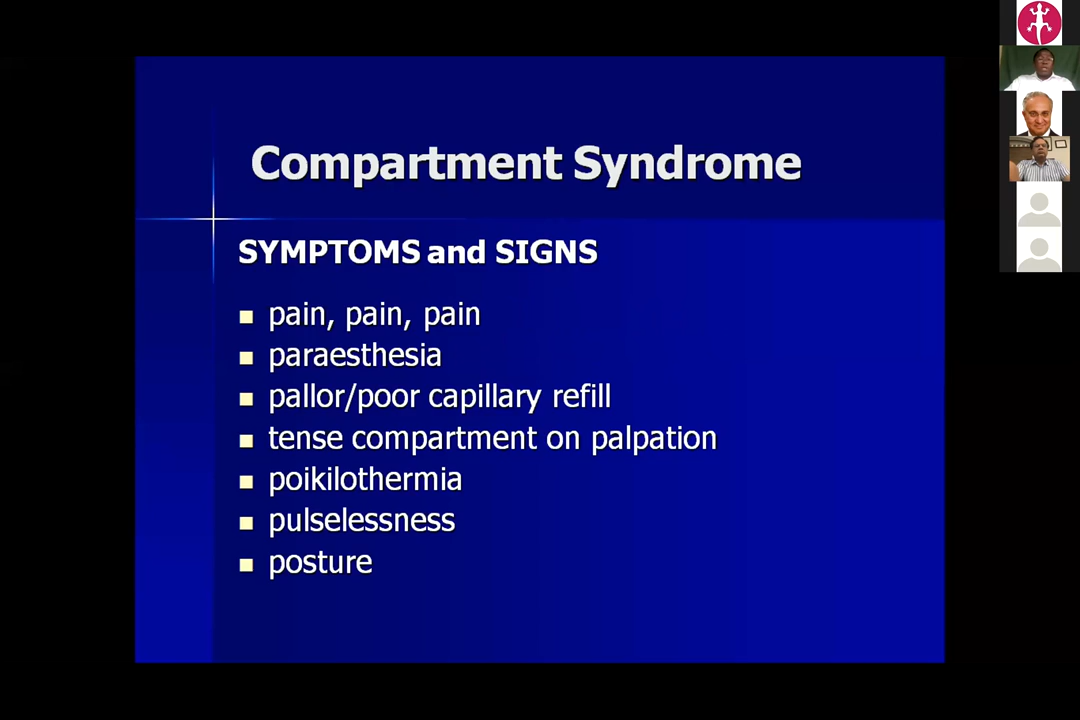 Compartment Syndrome
SYMPTOMS and SIGNS
pain, pain, pain
paraesthesia
pallor/poor capillary refill
tense compartment on palpation
poikilothermia
pulselessness
posture